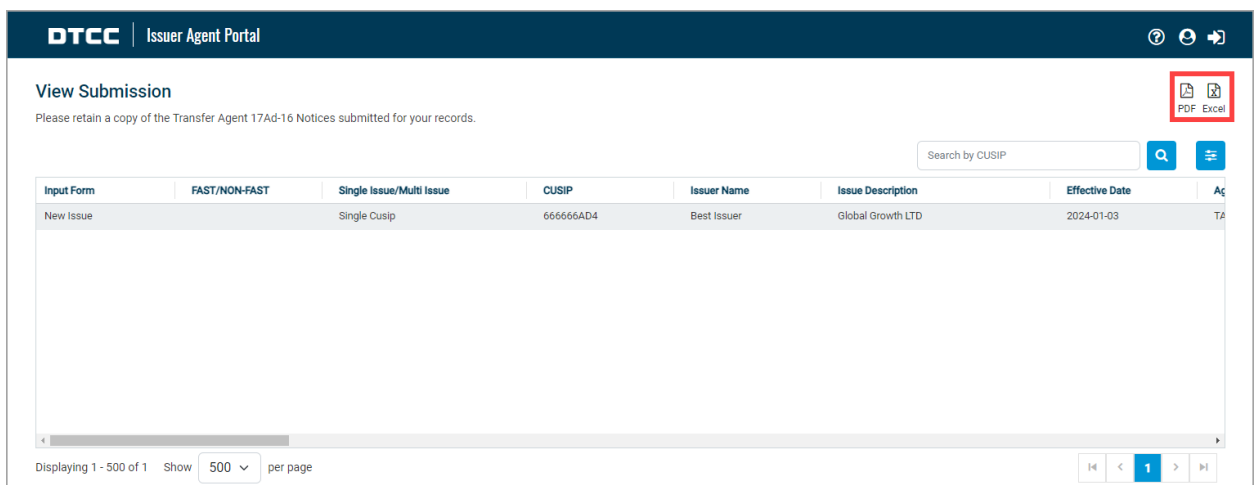 DTCC Issuer Agent Portal
View Submission
PDF Excel
Please retain a copy of the Transfer Agent 17Ad-16 Notices submitted for your records.
Search by CUSIP
Input Form FAST/NON-FAST Single Issue/Multi Issue CUSIP Issuer Name Issue Description Effective Date Ag
New Issue Single Cusip 666666AD4 Best Issuer Global Growth LTD 2024-01-03 TA
Displaying 1 - 500 of 1 Show 500 per page 1